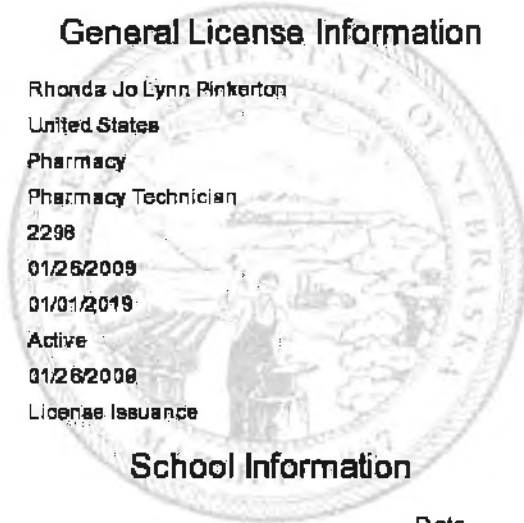 General License Information
Rhonda Jo Lynn Pinkerton
United States
Pharmacy
Pharmacy Technician
2298
01/26/2009
01/01/2019
Active
01/26/2009
License Issuance
School Information
Date